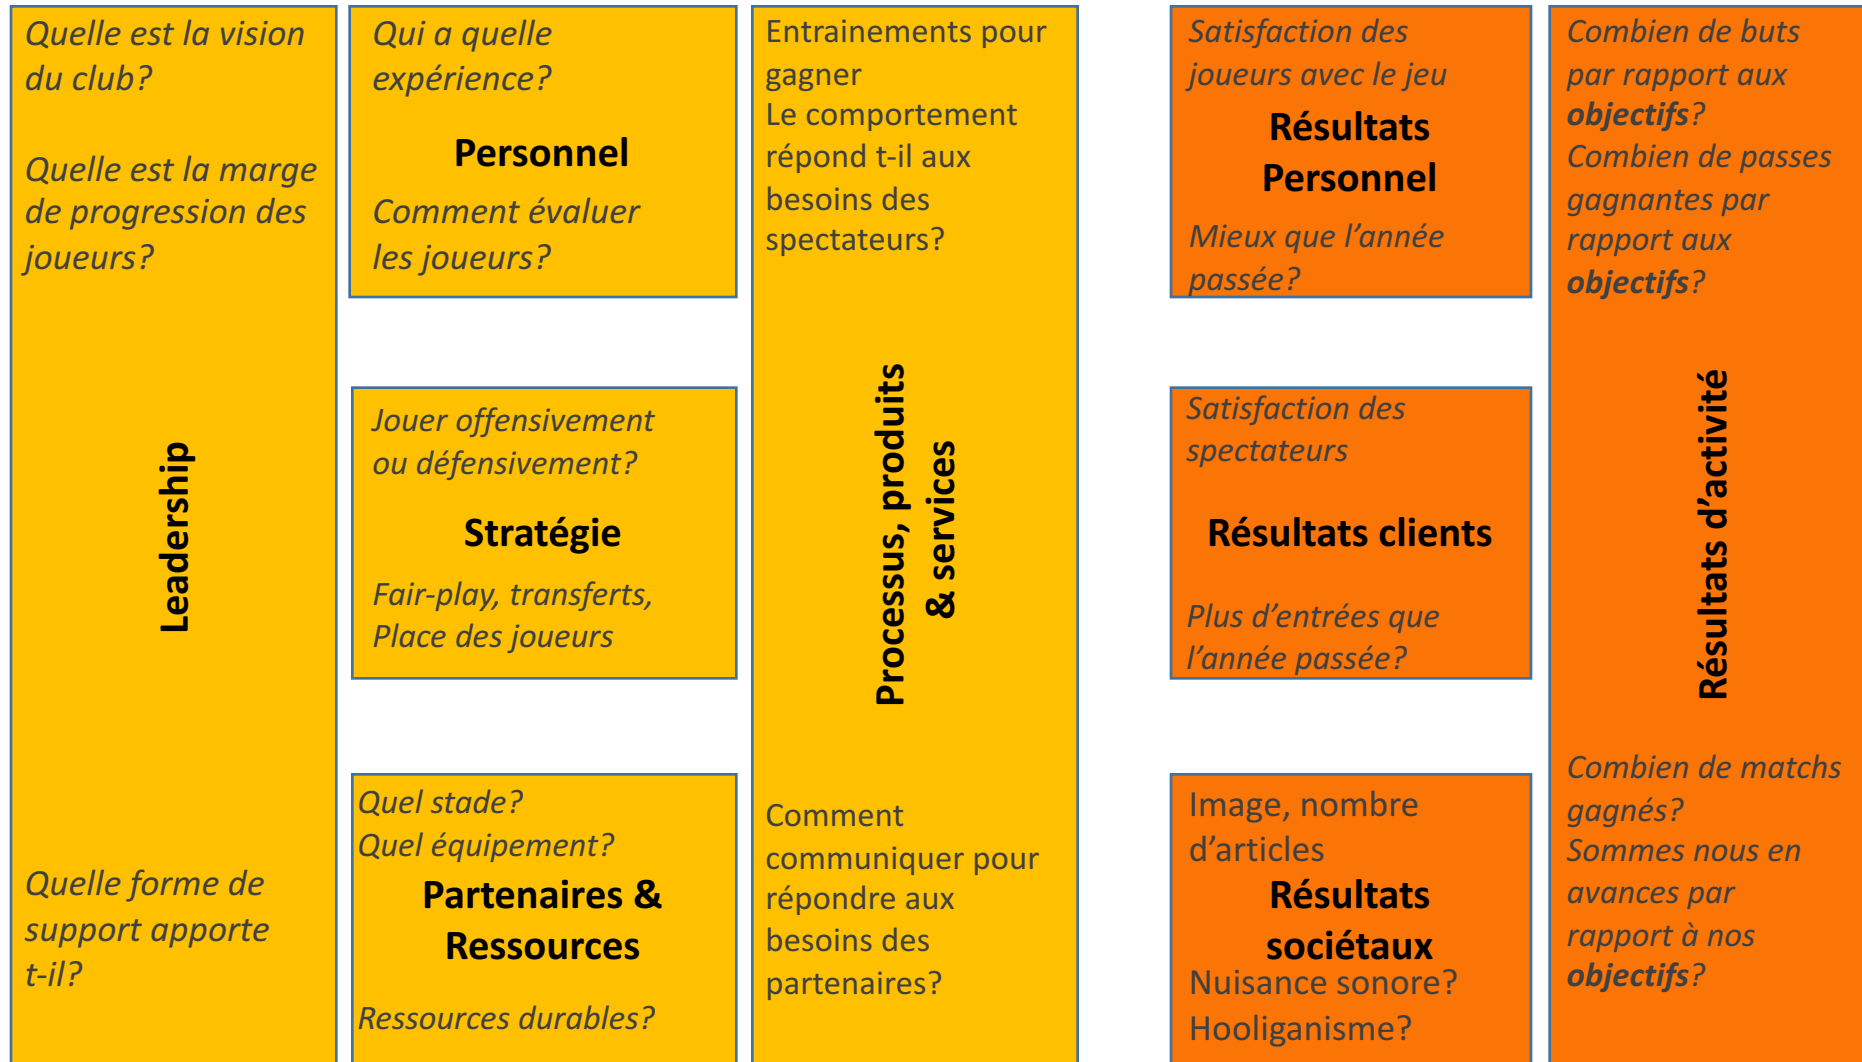 Quelle est la vision
du club?
Quelle est la marge
de progression des
joueurs?
Leadership
Quelle forme de
support apporte
t-il?
Qui a quelle
expérience?
Personnel
Comment évaluer
les joueurs?
Jouer offensivement
ou défensivement?
Stratégie
Fair-play, transferts,
Place des joueurs
Quel stade?
Quel équipement?
Partenaires &
Ressources
Ressources durables?
Entrainements pour
gagner
Le comportement
répond t-il aux
besoins des
spectateurs?
Processus, produits
& services
Comment
communiquer pour
répondre aux
besoins des
partenaires?
Satisfaction des
joueurs avec le jeu
Résultats
Personnel
Mieux que l’année
passée?
Satisfaction des
spectateurs
Résultats clients
Plus d’entrées que
l’année passée?
Image, nombre
d’articles
Résultats
sociétaux
Nuisance sonore?
Hooliganisme?
Combien de buts
par rapport aux
objectifs?
Combien de passes
gagnantes par
rapport aux
objectifs?
Résultats d’activité
Combien de matchs
gagnés?
Sommes nous en
avances par
rapport à nos
objectifs?